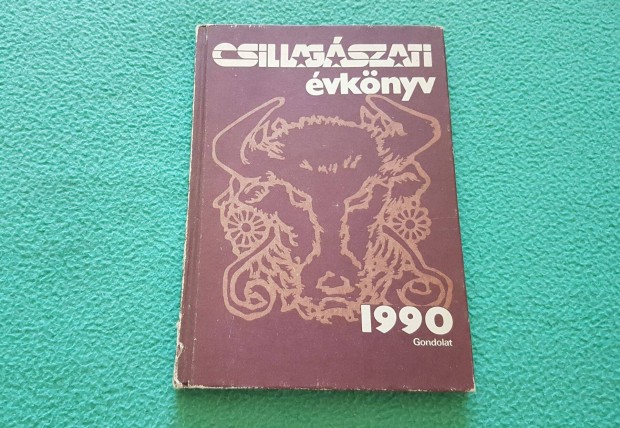 CSILLAGÁSZATI
évkönyv
1990
Gondolat